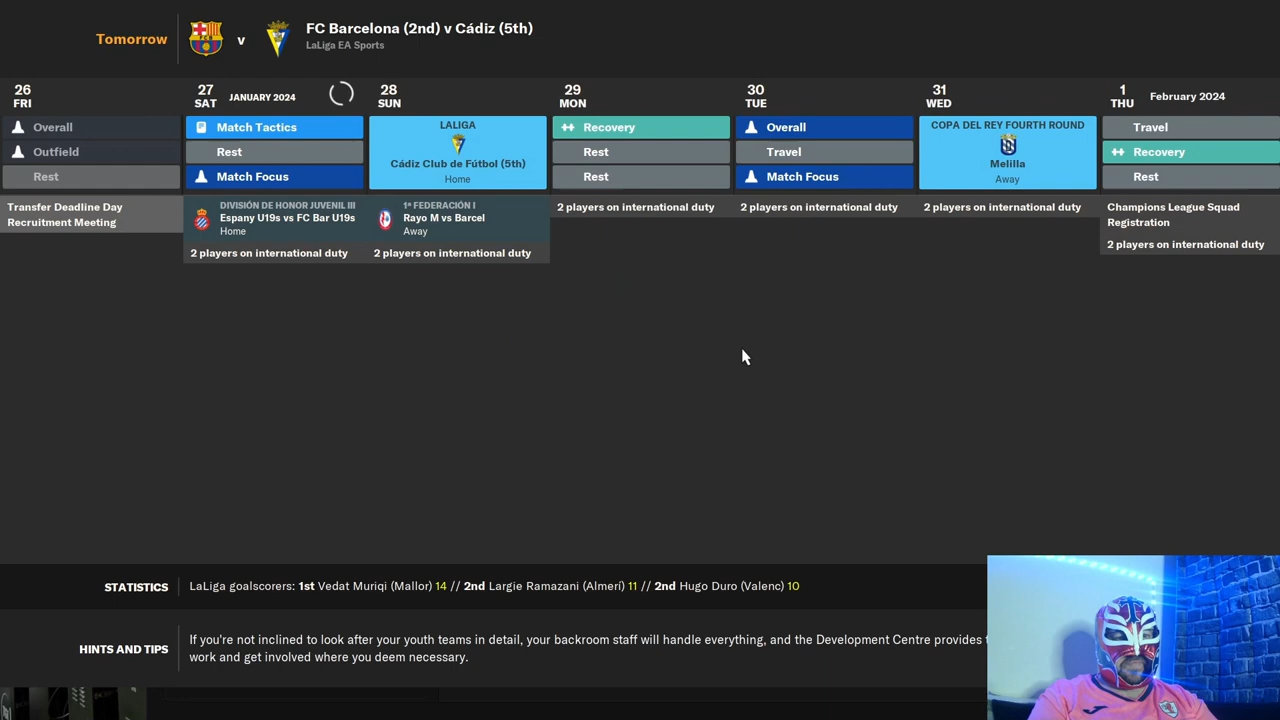 Tomorrow
v
FC Barcelona (2nd) v Cádiz (5th)
LaLiga EA Sports
26
FRI
27
SAT
JANUARY 2024
28
SUN
29
MON
30
TUE
31
WED
1
THU
February 2024
Overall
Outfield
Rest
Transfer Deadline Day
Recruitment Meeting
Match Tactics
Rest
Match Focus
DIVISIÓN DE HONOR JUVENIL III
Espany U19s vs FC Bar U19s
Home
2 players on international duty
LALIGA
Cádiz Club de Fútbol (5th)
Home
1ª FEDERACIÓN I
Rayo M vs Barcel
Away
2 players on international duty
Recovery
Rest
Rest
2 players on international duty
Overall
Travel
Match Focus
2 players on international duty
COPA DEL REY FOURTH ROUND
Melilla
Away
2 players on international duty
Travel
Recovery
Rest
Champions League Squad
Registration
2 players on international duty
STATISTICS
LaLiga goalscorers: 1st Vedat Muriqi (Mallor) 14 // 2nd Largie Ramazani (Almerí) 11 // 2nd Hugo Duro (Valenc) 10
HINTS AND TIPS
If you're not inclined to look after your youth teams in detail, your backroom staff will handle everything, and the Development Centre provides
work and get involved where you deem necessary.